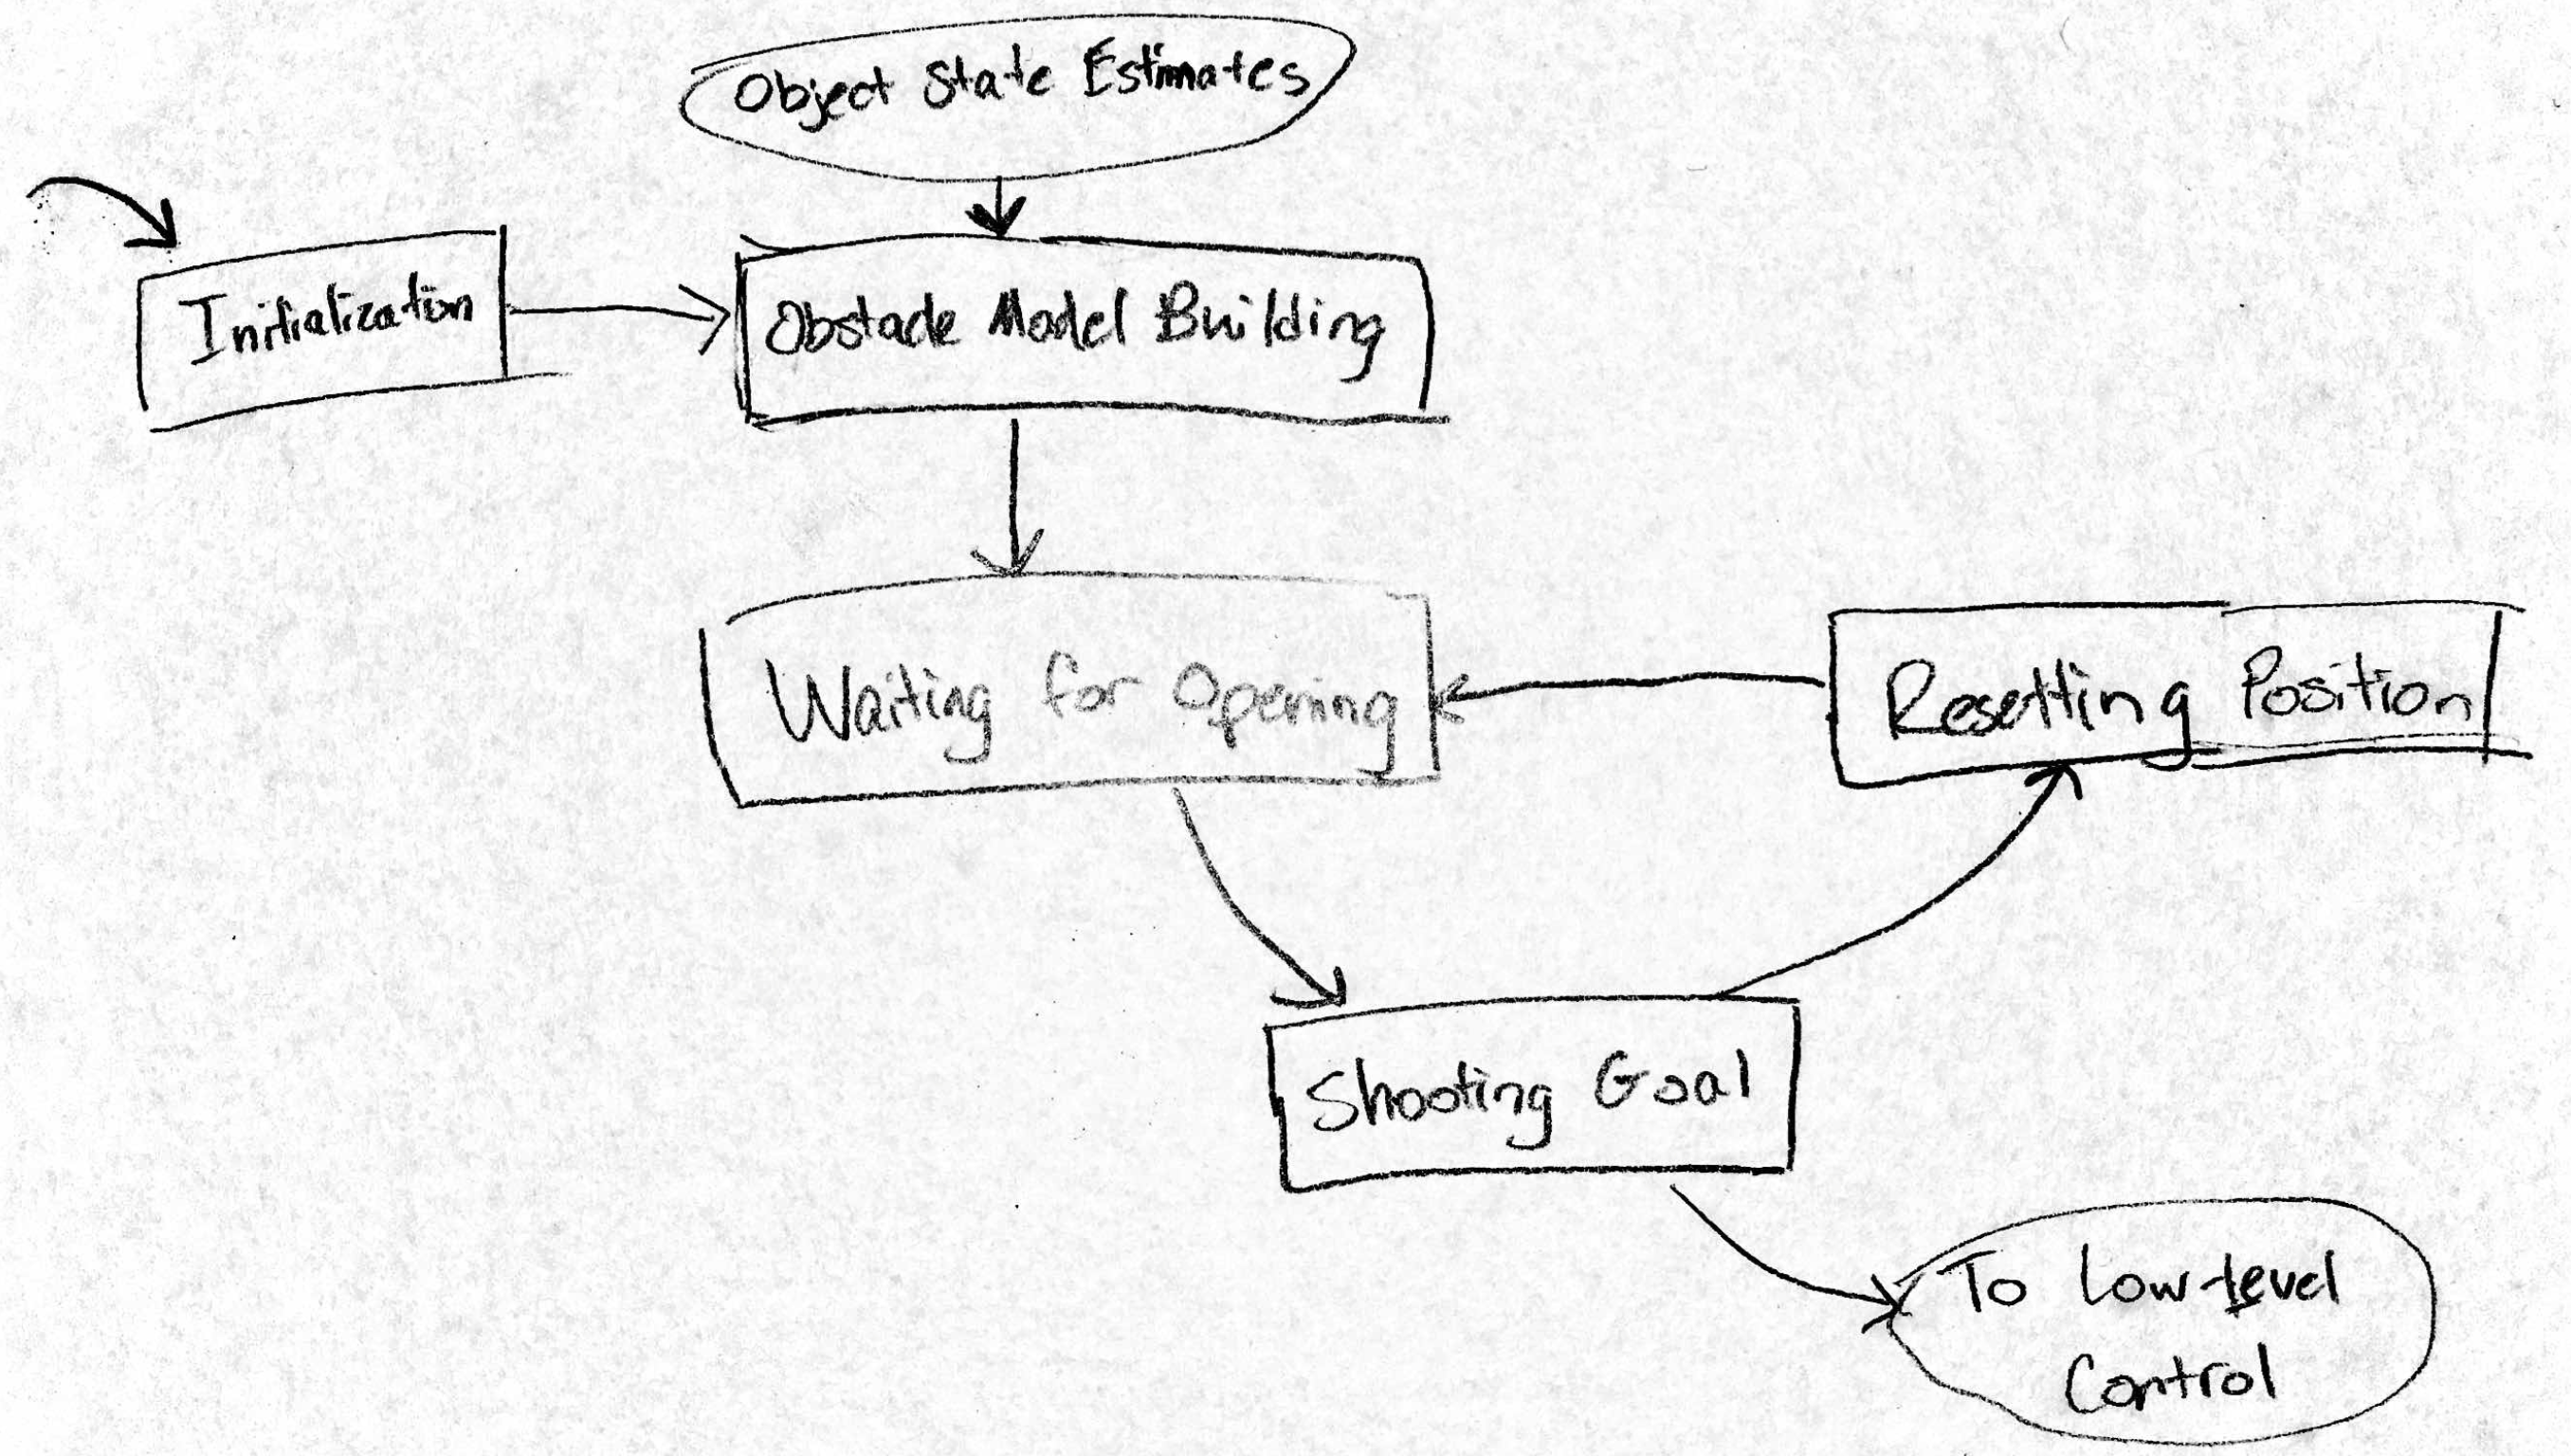 Object State Estimates
Initialization
Obstacle Model Building
Waiting for Opening
Resetting Position
Shooting Goal
To Low-Level
Control